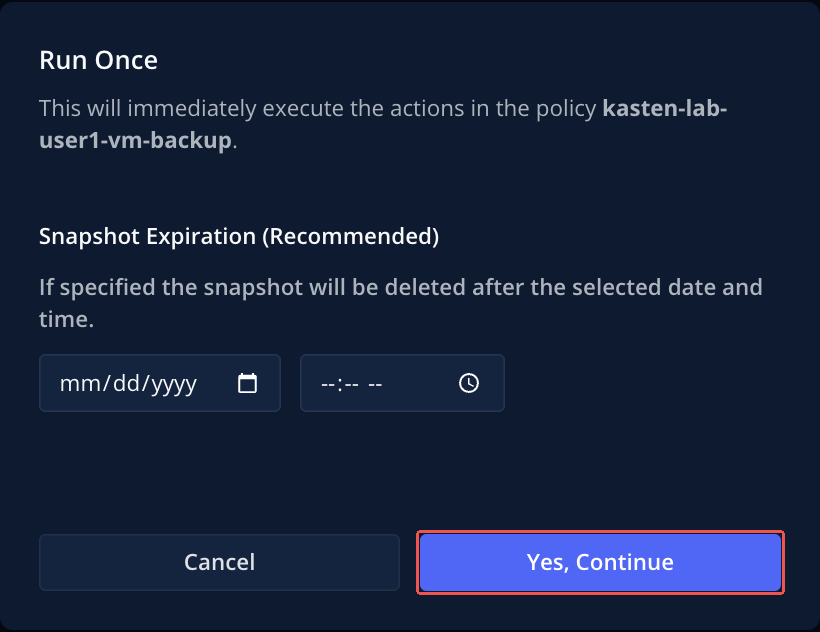 Run Once
This will immediately execute the actions in the policy kasten-lab-
user1-vm-backup.
Snapshot Expiration (Recommended)
If specified the snapshot will be deleted after the selected date and
time.
mm/dd/yyyy --:-- --
Cancel Yes, Continue